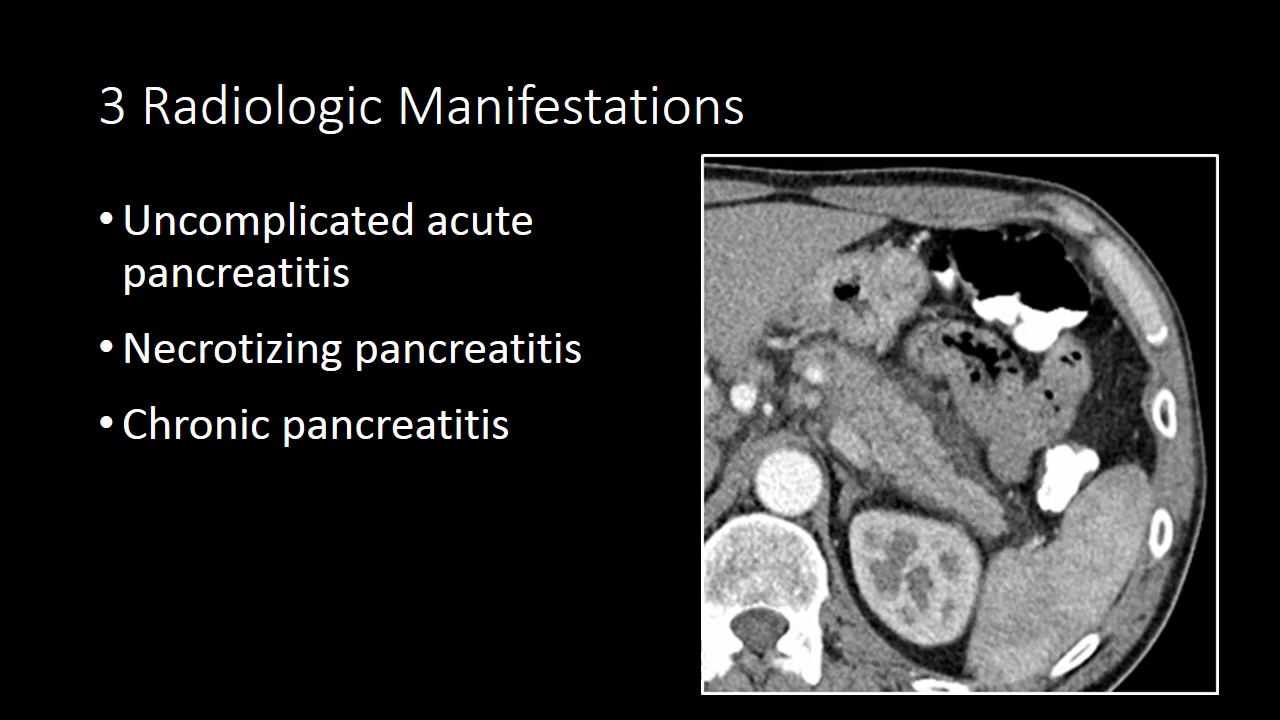 3 Radiologic Manifestations
• Uncomplicated acute
pancreatitis
• Necrotizing pancreatitis
• Chronic pancreatitis